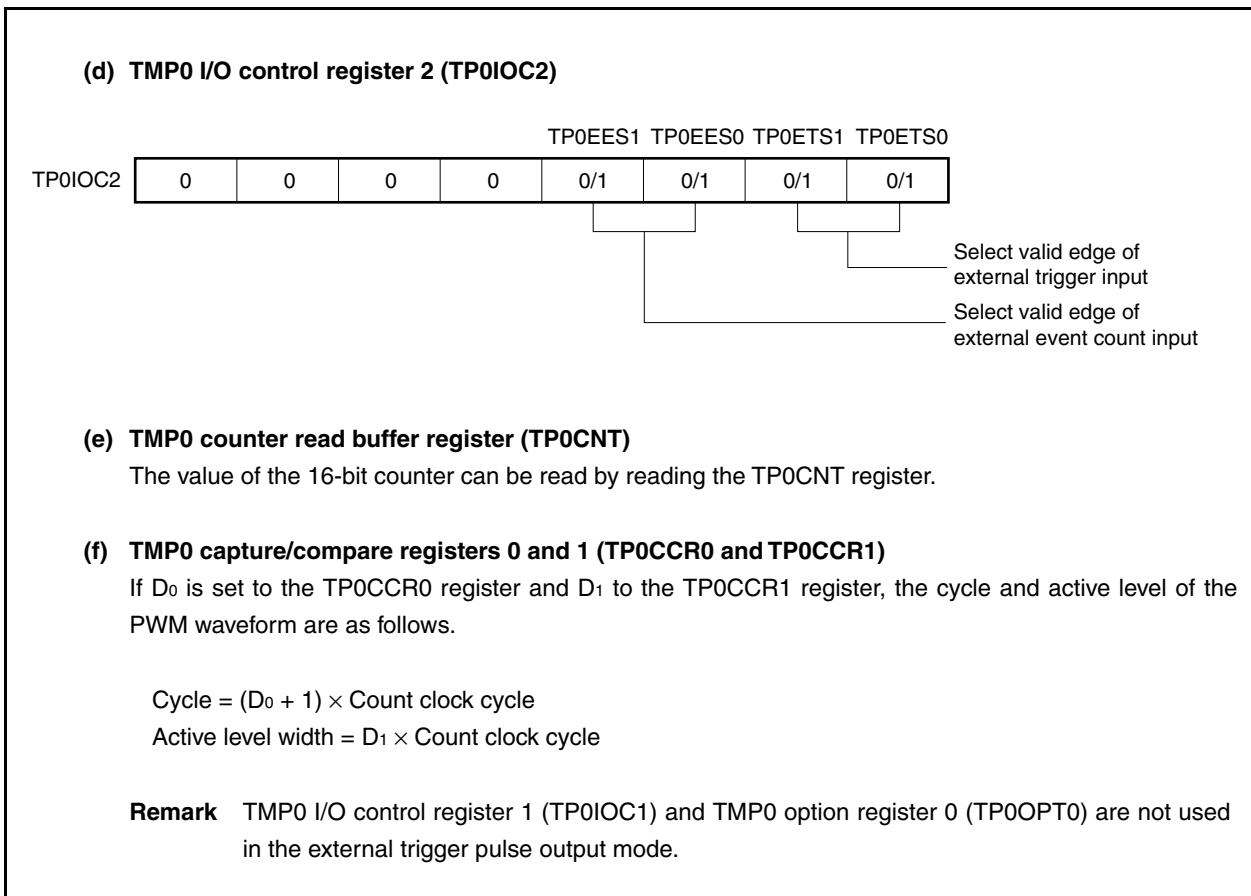 (d) TMP0 I/O control register 2 (TP0IOC2)
TP0EES1 TP0EES0 TP0ETS1 TP0ETS0
TP0IOC2 0 0 0 0 0/1 0/1 0/1 0/1
Select valid edge of
external trigger input
Select valid edge of
external event count input
(e) TMP0 counter read buffer register (TP0CNT)
The value of the 16-bit counter can be read by reading the TP0CNT register.
(f) TMP0 capture/compare registers 0 and 1 (TP0CCR0 and TP0CCR1)
If D0 is set to the TP0CCR0 register and D1 to the TP0CCR1 register, the cycle and active level of the
PWM waveform are as follows.
Cycle = (D0 + 1) × Count clock cycle
Active level width = D1 × Count clock cycle
Remark TMP0 I/O control register 1 (TP0IOC1) and TMP0 option register 0 (TP0OPT0) are not used
in the external trigger pulse output mode.